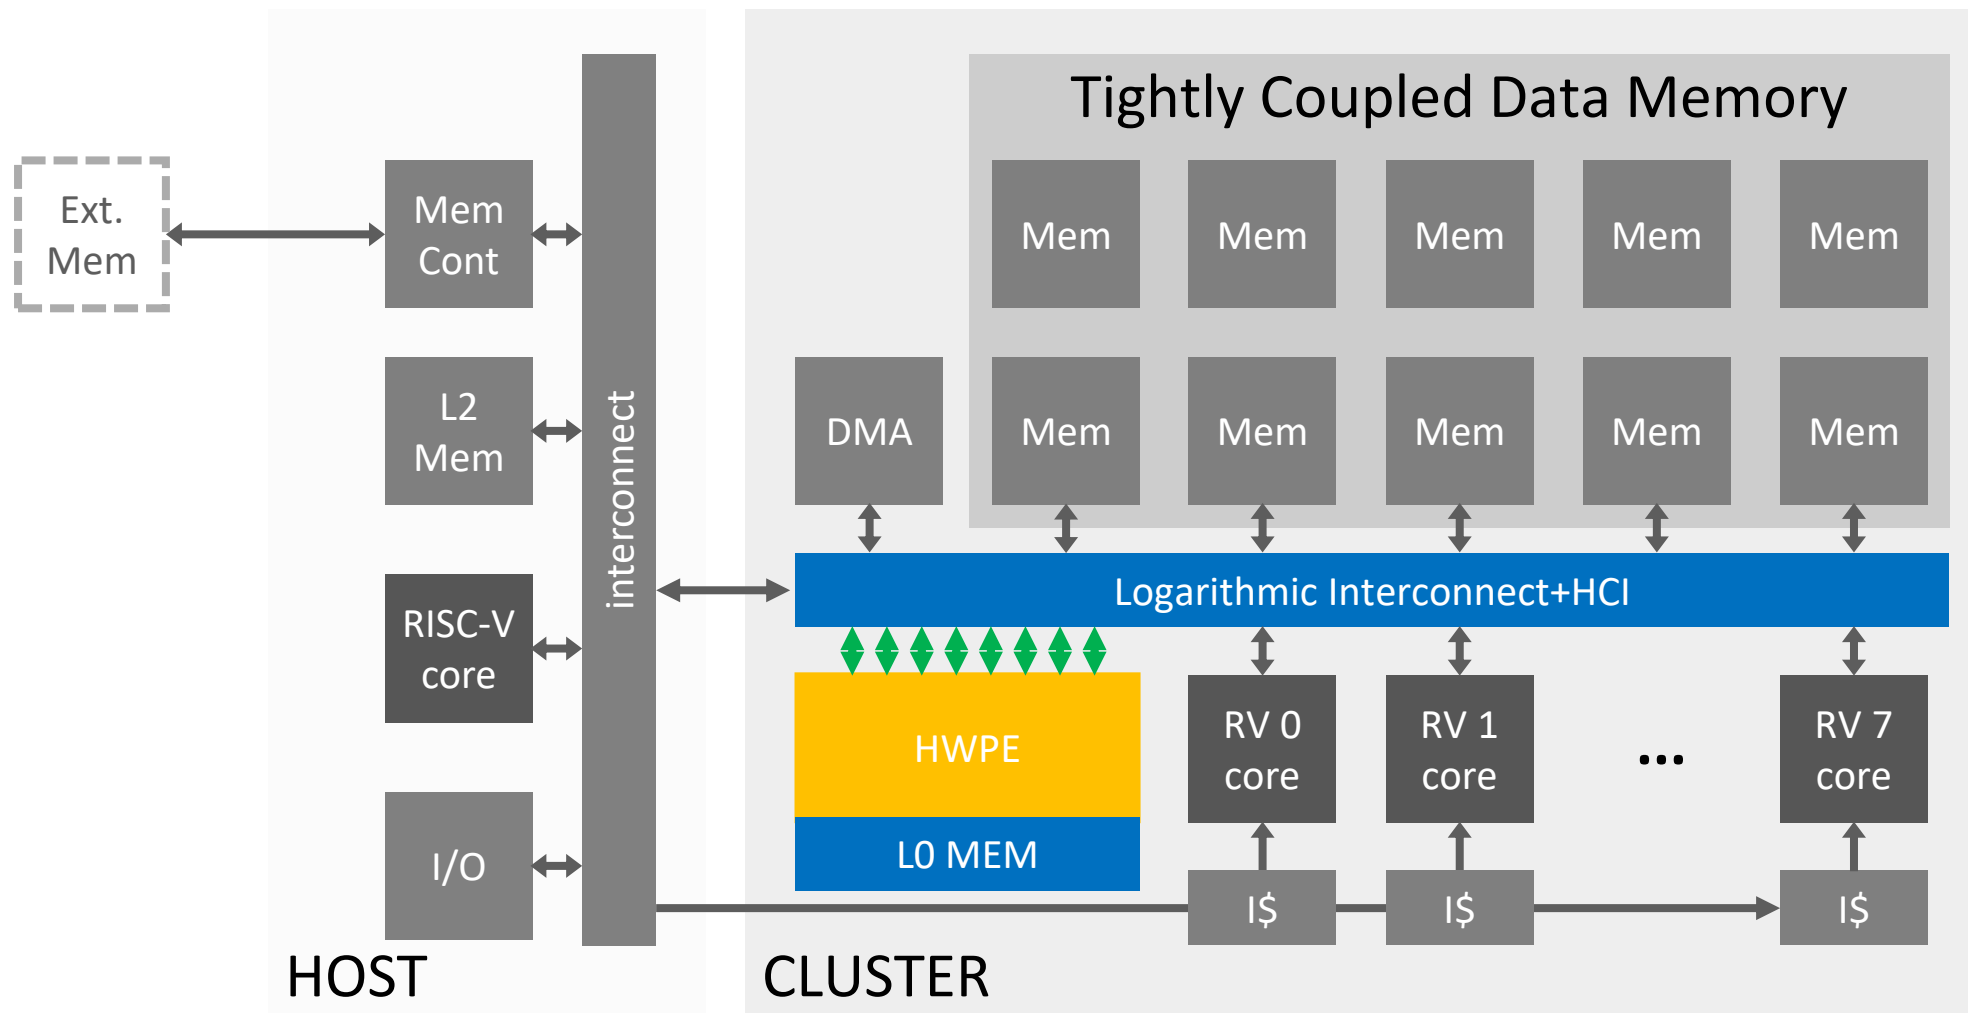 Tightly Coupled Data Memory
Ext.
Mem
Mem
Cont
Mem
Mem
Mem
Mem
Mem
L2
Mem
interconnect
DMA
Mem
Mem
Mem
Mem
Mem
Logarithmic Interconnect+HCI
RISC-V
core
HWPE
RV 0
core
RV 1
core
...
RV 7
core
L0 MEM
I/O
I$
I$
I$
HOST
CLUSTER